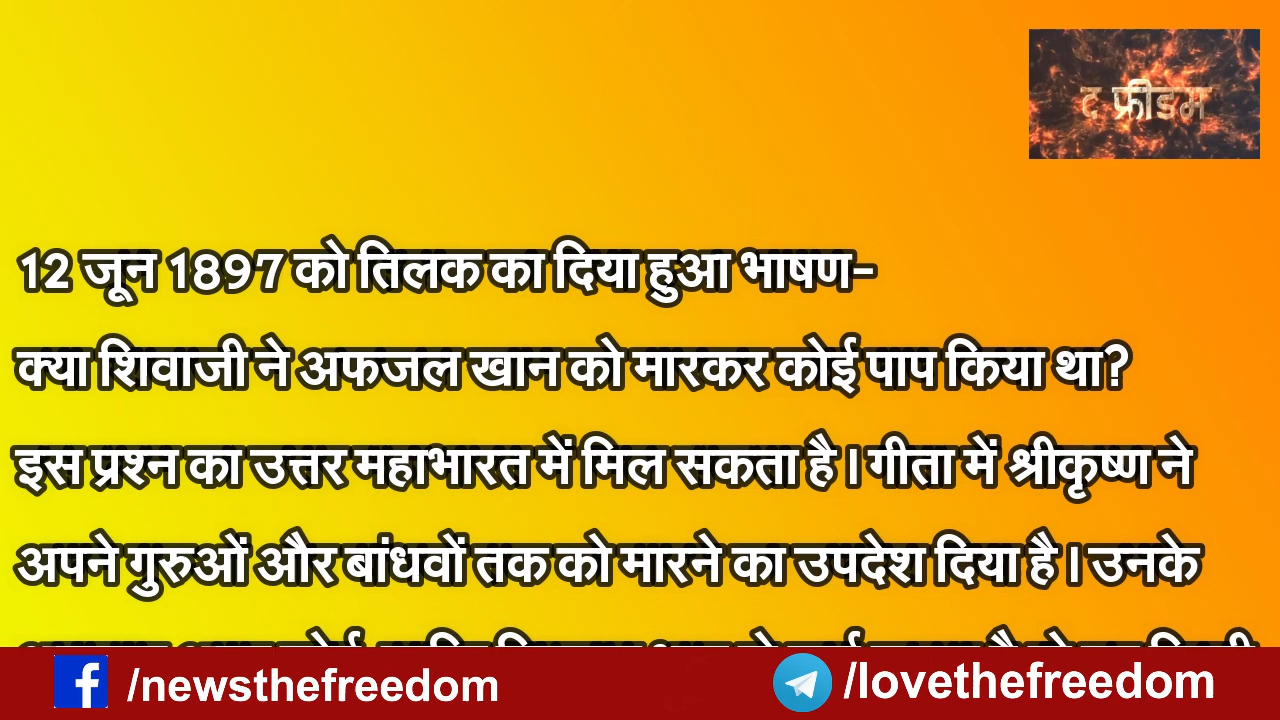 द फ्रीडम
12 जून 1897 को तिलक का दिया हुआ भाषण-
क्या शिवाजी ने अफजल खान को मारकर कोई पाप किया था?
इस प्रश्न का उत्तर महाभारत में मिल सकता है । गीता में श्रीकृष्ण ने
अपने गुरुओं और बांधवों तक को मारने का उपदेश दिया है । उनके
/newsthefreedom
/lovethefreedom